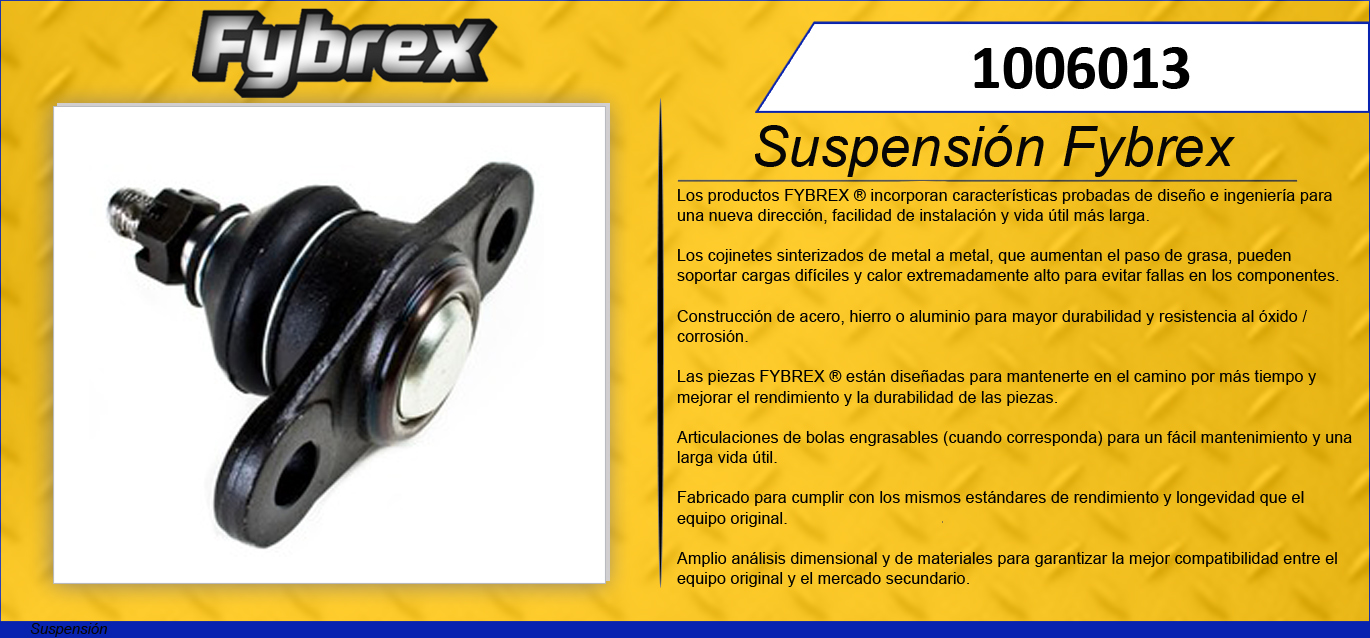 Fybrex
1006013
Suspensión Fybrex
Los productos FYBREX ® incorporan características probadas de diseño e ingeniería para
una nueva dirección, facilidad de instalación y vida útil más larga.
Los cojinetes sinterizados de metal a metal, que aumentan el paso de grasa, pueden
soportar cargas difíciles y calor extremadamente alto para evitar fallas en los componentes.
Construcción de acero, hierro o aluminio para mayor durabilidad y resistencia al óxido /
corrosión.
Las piezas FYBREX ® están diseñadas para mantenerte en el camino por más tiempo y
mejorar el rendimiento y la durabilidad de las piezas.
Articulaciones de bolas engrasables (cuando corresponda) para un fácil mantenimiento y una
larga vida útil.
Fabricado para cumplir con los mismos estándares de rendimiento y longevidad que el
equipo original.
Amplio análisis dimensional y de materiales para garantizar la mejor compatibilidad entre el
equipo original y el mercado secundario.
Suspensión